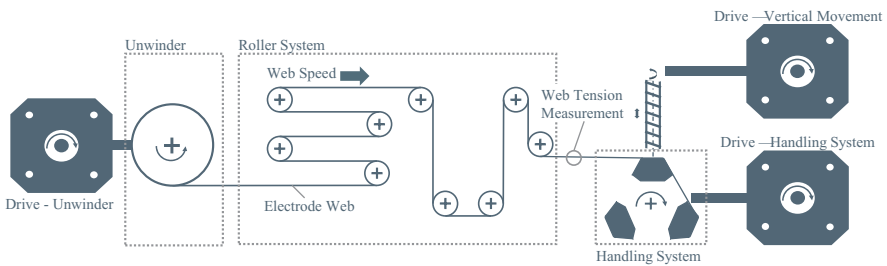 Drive — Vertical Movement
Unwinder
Roller System
Web Speed
Web Tension
Measurement
Drive — Handling System
Drive - Unwinder
Electrode Web
Handling System